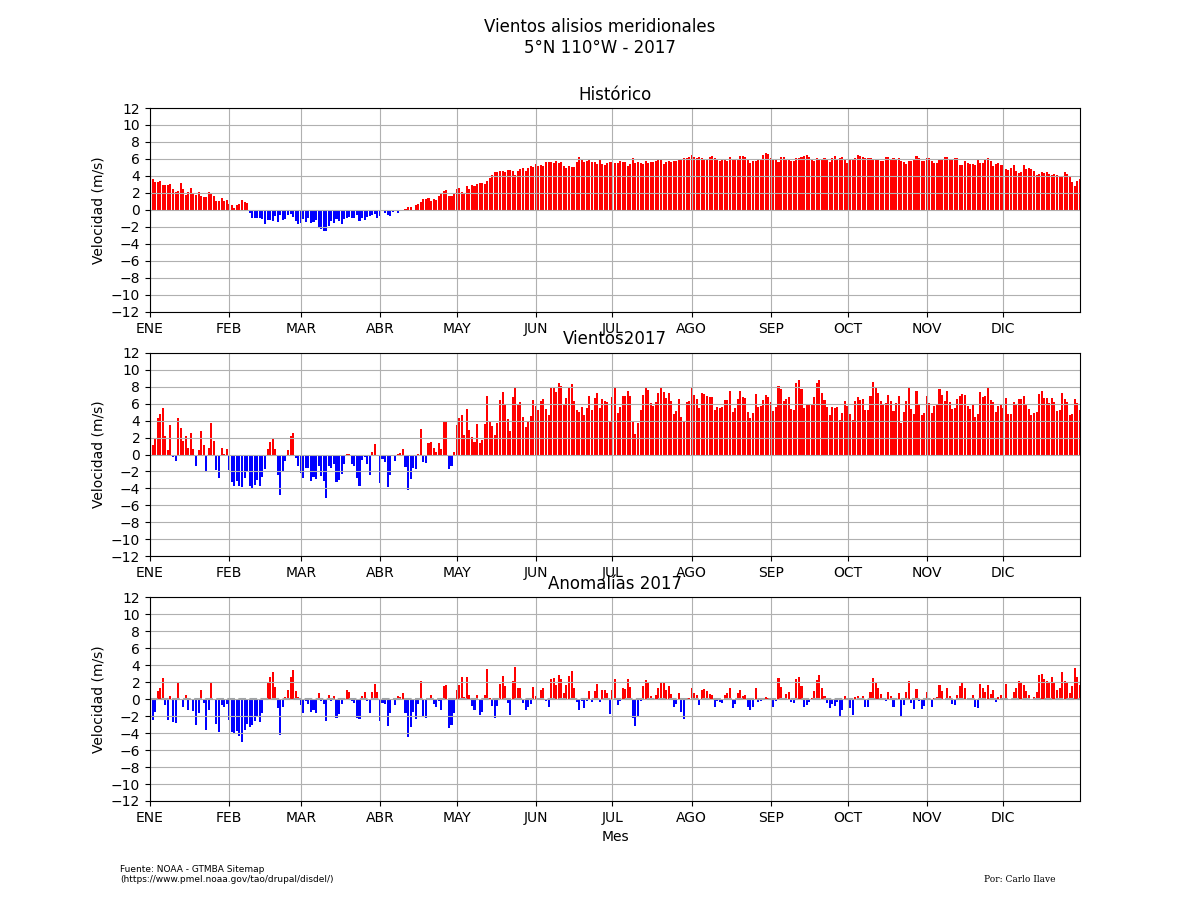 Vientos alisios meridionales
5°N 110°W - 2017
Histórico
12
10
8
6
4
2
0
−2
−4
−6
−8
−10
−12
Velocidad (m/s)
ENE FEB MAR ABR MAY JUN JUL AGO SEP OCT NOV DIC
Vientos2017
12
10
8
6
4
2
0
−2
−4
−6
−8
−10
−12
Velocidad (m/s)
ENE FEB MAR ABR MAY JUN JUL AGO SEP OCT NOV DIC
Anomalías 2017
12
10
8
6
4
2
0
−2
−4
−6
−8
−10
−12
Velocidad (m/s)
ENE FEB MAR ABR MAY JUN JUL AGO SEP OCT NOV DIC
Mes
Fuente: NOAA - GTMBA Sitemap
(https://www.pmel.noaa.gov/tao/drupal/disdel/)
Por: Carlo Ilave